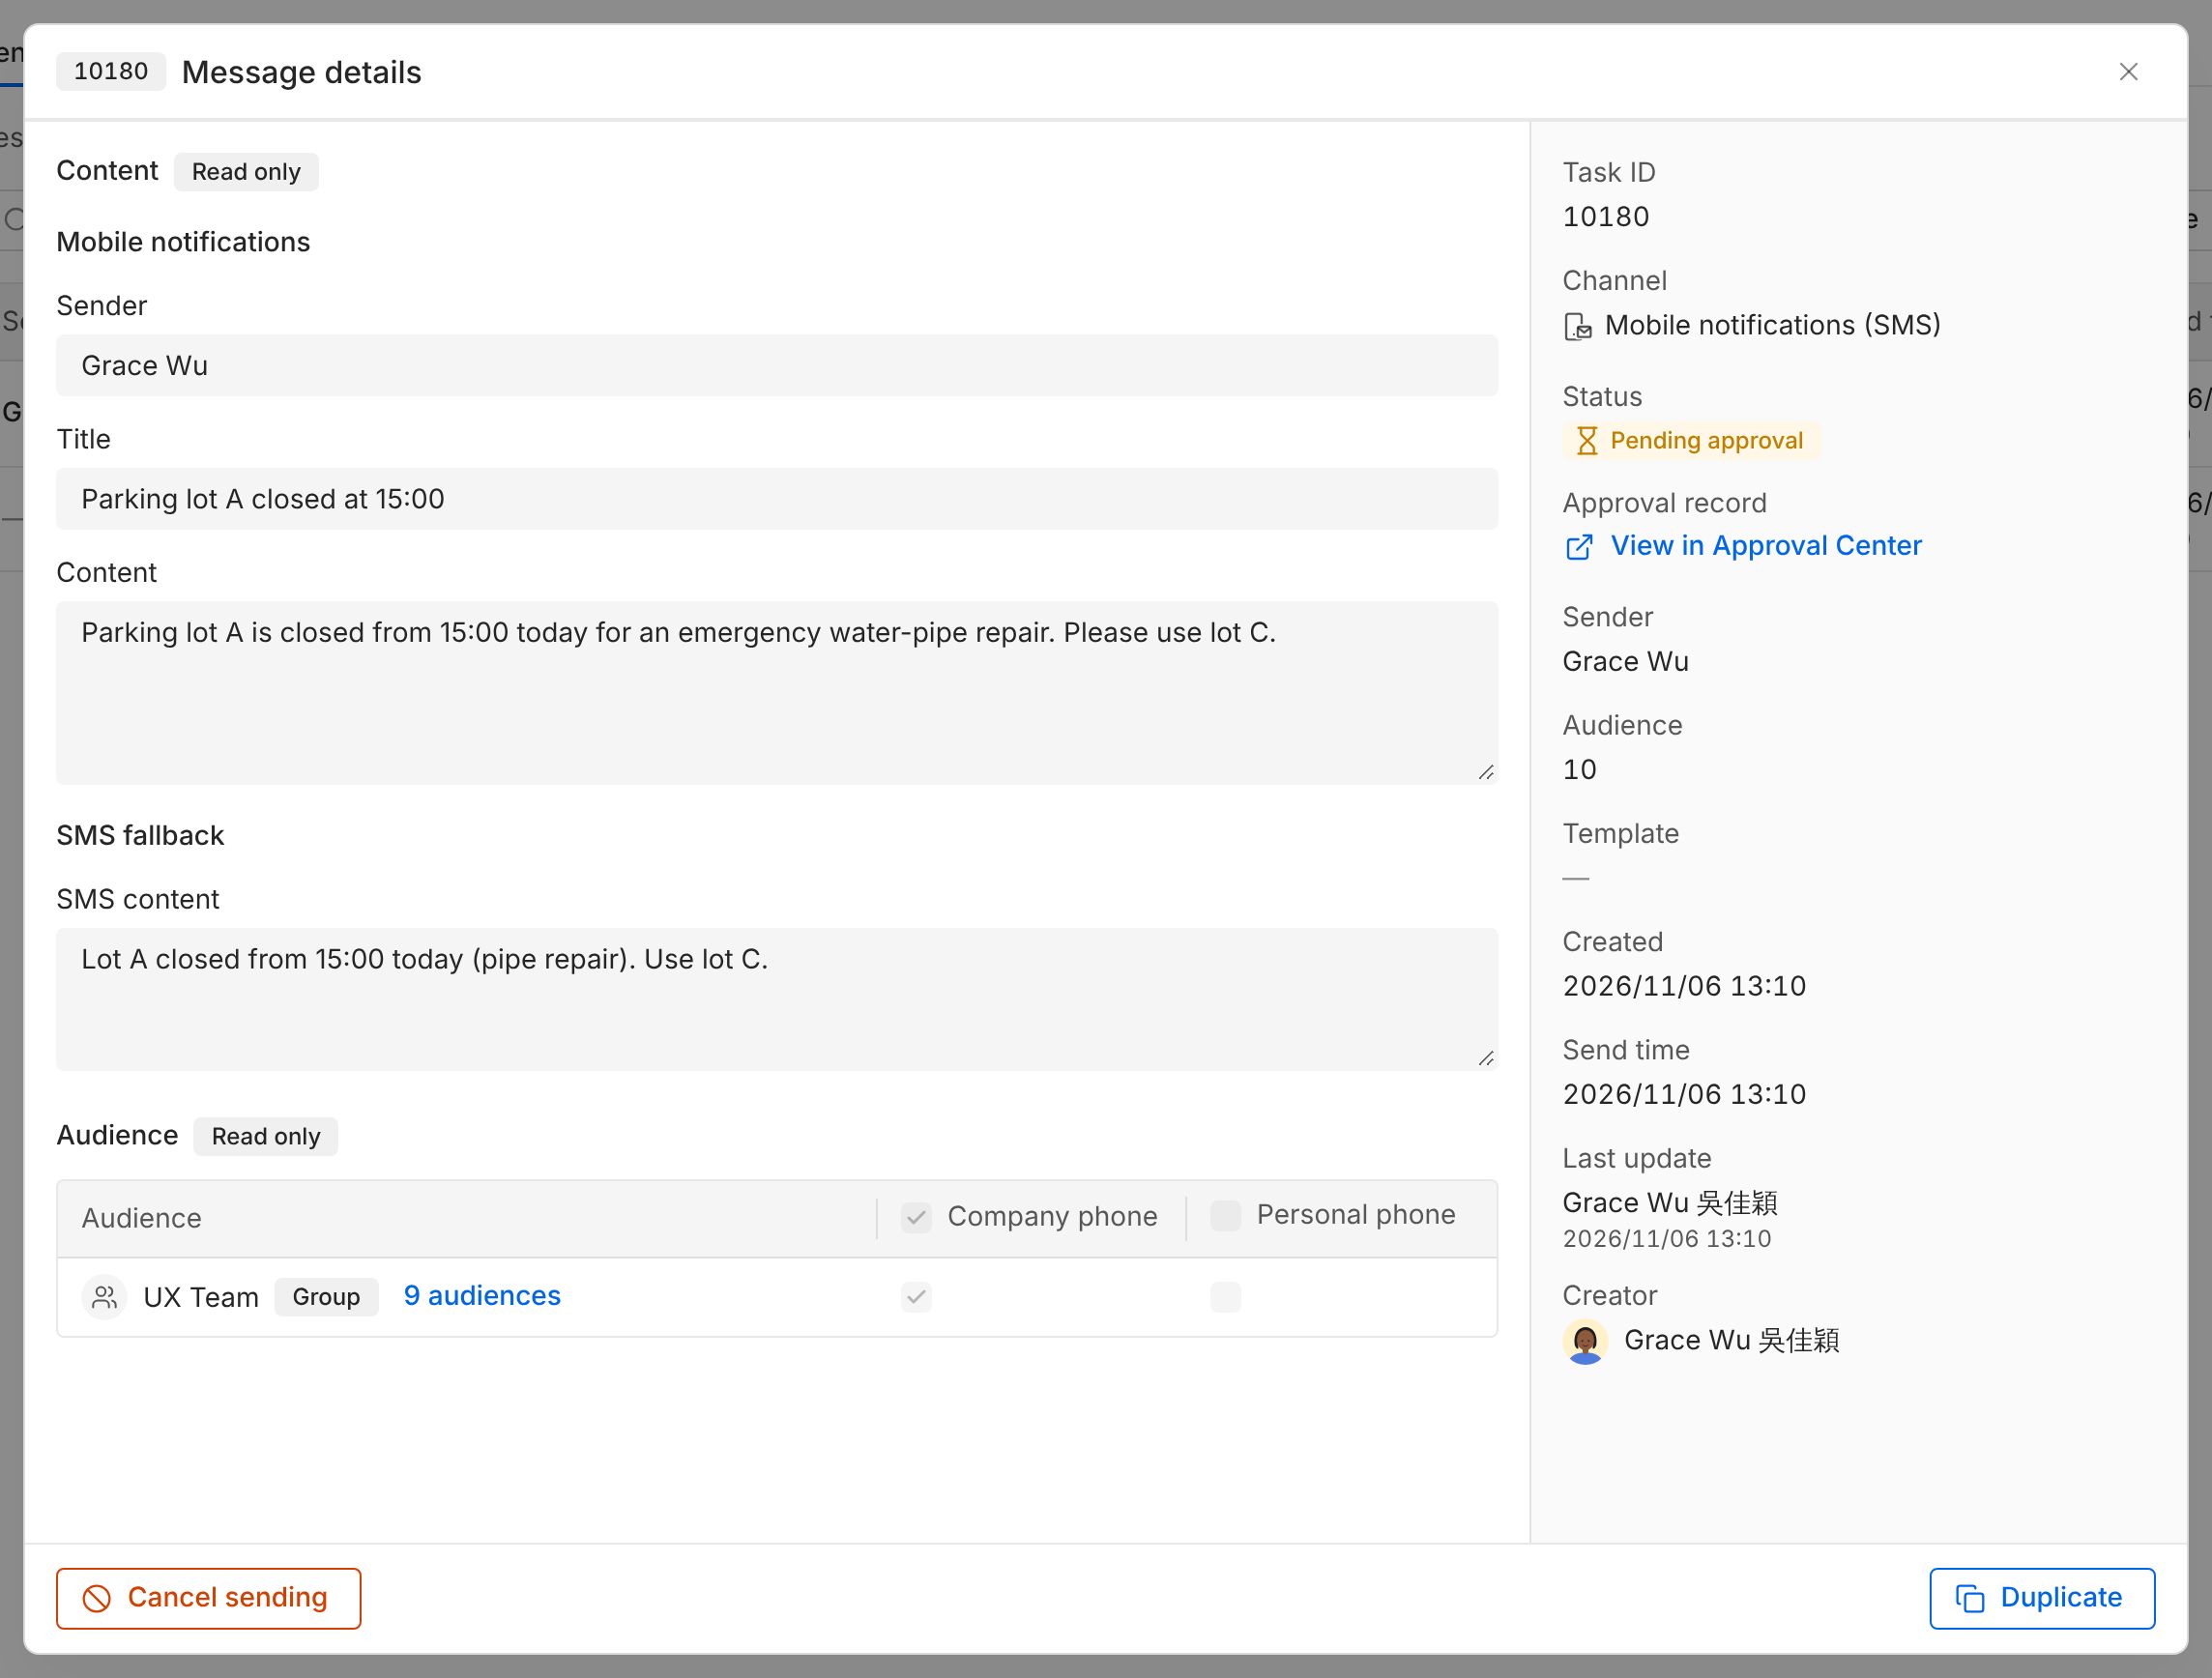 10180 Message details
Content Read only
Mobile notifications
Sender
Grace Wu
Title
Parking lot A closed at 15:00
Content
Parking lot A is closed from 15:00 today for an emergency water-pipe repair. Please use lot C.
SMS fallback
SMS content
Lot A closed from 15:00 today (pipe repair). Use lot C.
Audience Read only
Audience Company phone Personal phone
UX Team Group 9 audiences
Task ID
10180
Channel
Mobile notifications (SMS)
Status
Pending approval
Approval record
View in Approval Center
Sender
Grace Wu
Audience
10
Template
—
Created
2026/11/06 13:10
Send time
2026/11/06 13:10
Last update
Grace Wu 吳佳穎
2026/11/06 13:10
Creator
Grace Wu 吳佳穎
Cancel sending
Duplicate